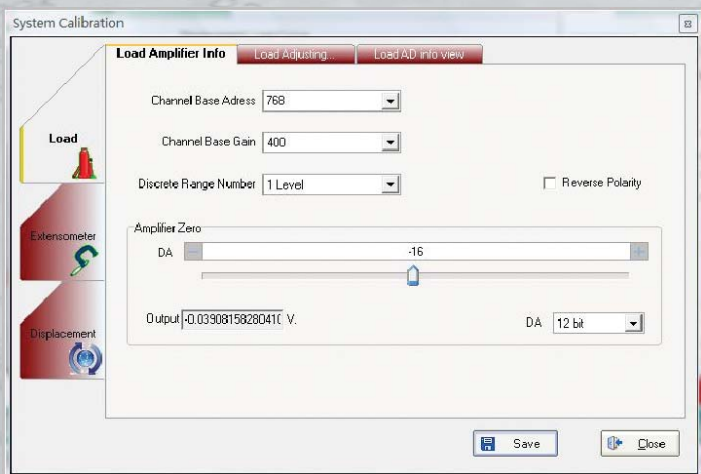 System Calibration
Load Amplifier Info
Load Adjusting...
Load AD info view
Load
Extensometer
Displacement
Channel Base Adress 768
Channel Base Gain 400
Discrete Range Number 1 Level
Reverse Polarity
Amplifier Zero
DA -16
Output -0.0390815828041( V.
DA 12 bit
Save
Close